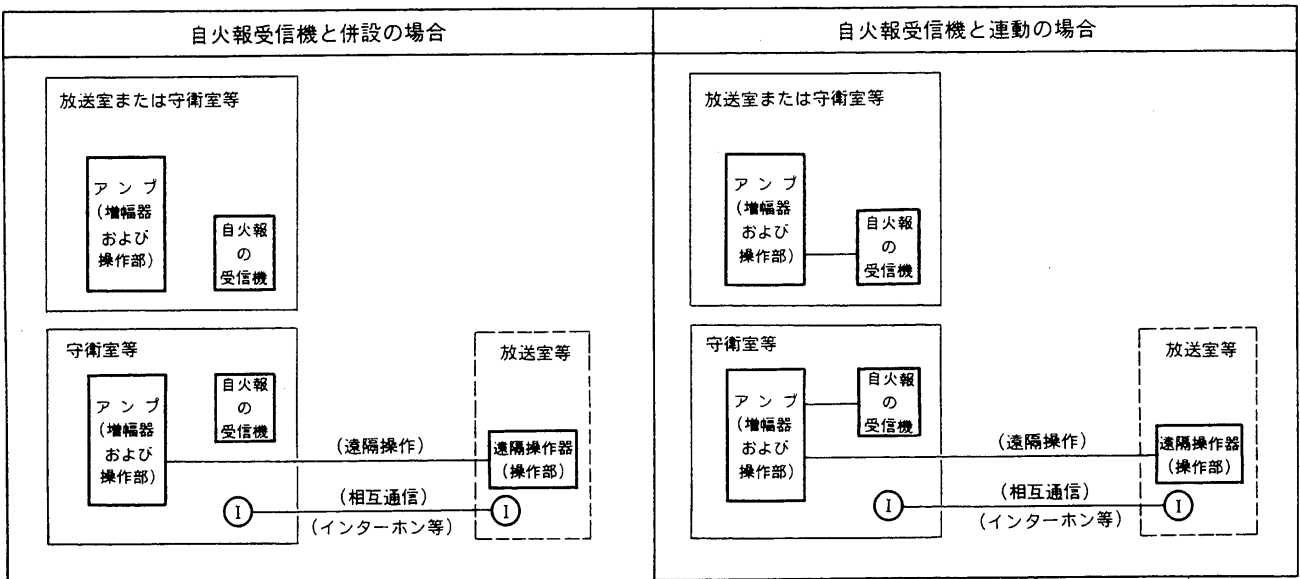 自火報受信機と併設の場合
放送室または守衛室等
アンプ
(増幅器
および
操作部)
自火報
の
受信機
守衛室等
アンプ
(増幅器
および
操作部)
自火報
の
受信機
放送室等
(遠隔操作)
遠隔操作器
(操作部)
(相互通信)
I
I
(インターホン等)
自火報受信機と連動の場合
放送室または守衛室等
アンプ
(増幅器
および
操作部)
自火報
の
受信機
守衛室等
アンプ
(増幅器
および
操作部)
自火報
の
受信機
放送室等
(遠隔操作)
遠隔操作器
(操作部)
(相互通信)
I
I
(インターホン等)